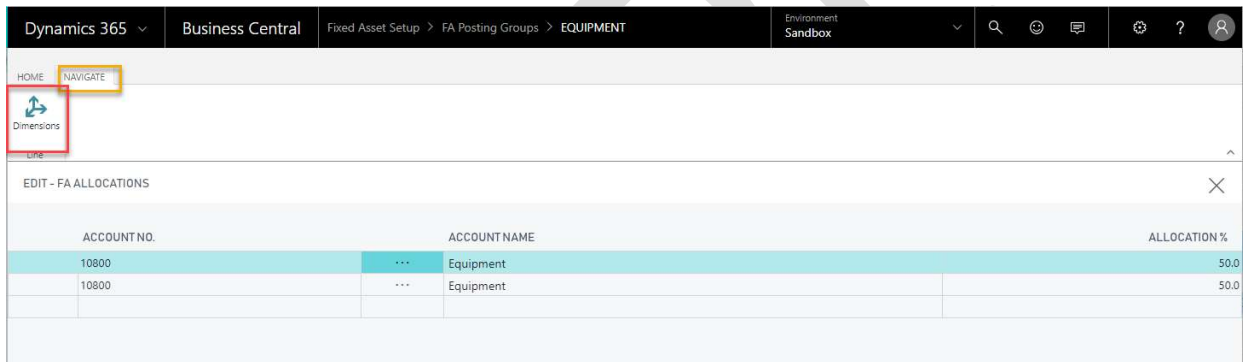 Dynamics 365 Business Central Fixed Asset Setup > FA Posting Groups > EQUIPMENT Environment
Sandbox ?
HOME NAVIGATE
Dimensions
Line
EDIT - FA ALLOCATIONS
ACCOUNT NO. ACCOUNT NAME ALLOCATION %
10800 ... Equipment 50.0
10800 ... Equipment 50.0